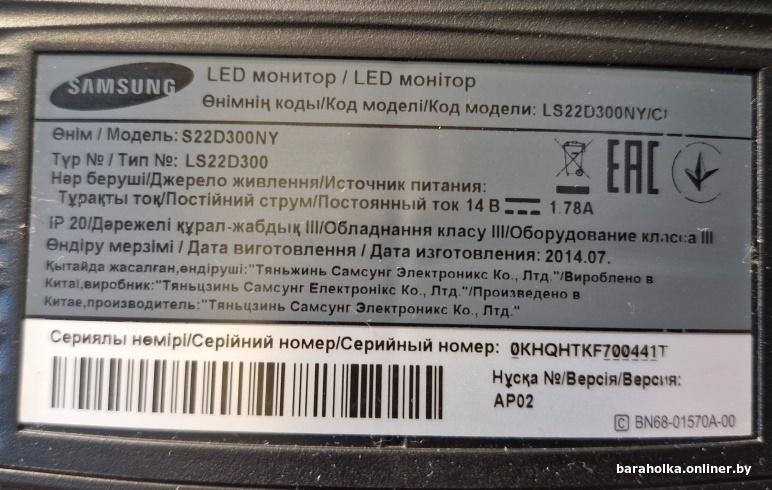 SAMSUNG
LED монитор / LED монітор
Өнімнің коды/Код моделі/Код модели: LS22D300NY/CI
Өнім / Модель: S22D300NY
Түр № / Тип №: LS22D300
Нәр беруші/Джерело живлення/Источник питания:
Тұрақты тоқ/Постійний струм/Постоянный ток 14 В 1.78A
IP 20/Дәрежелі құрал-жабдық III/Обладнання класу III/Оборудование класса III
Өндіру мерзімі / Дата виготовлення / Дата изготовления: 2014.07.
Қытайда жасалған,өндіруші:"Тяньжинь Самсунг Электроникс Ко., Лтд."/Вироблено в
Китаї,виробник:"Тяньцзинь Самсунг Електронікс Ко., Лтд."/Произведено в
Китае,производитель:"Тяньцзинь Самсунг Электроникс Ко., Лтд."
EAC
Сериялы нөмірі/Серійний номер/Серийный номер: 0KHQHTKF700441T
Нұсқа №/Версія/Версия:
AP02
C BN68-01570A-00
baraholka.onliner.by